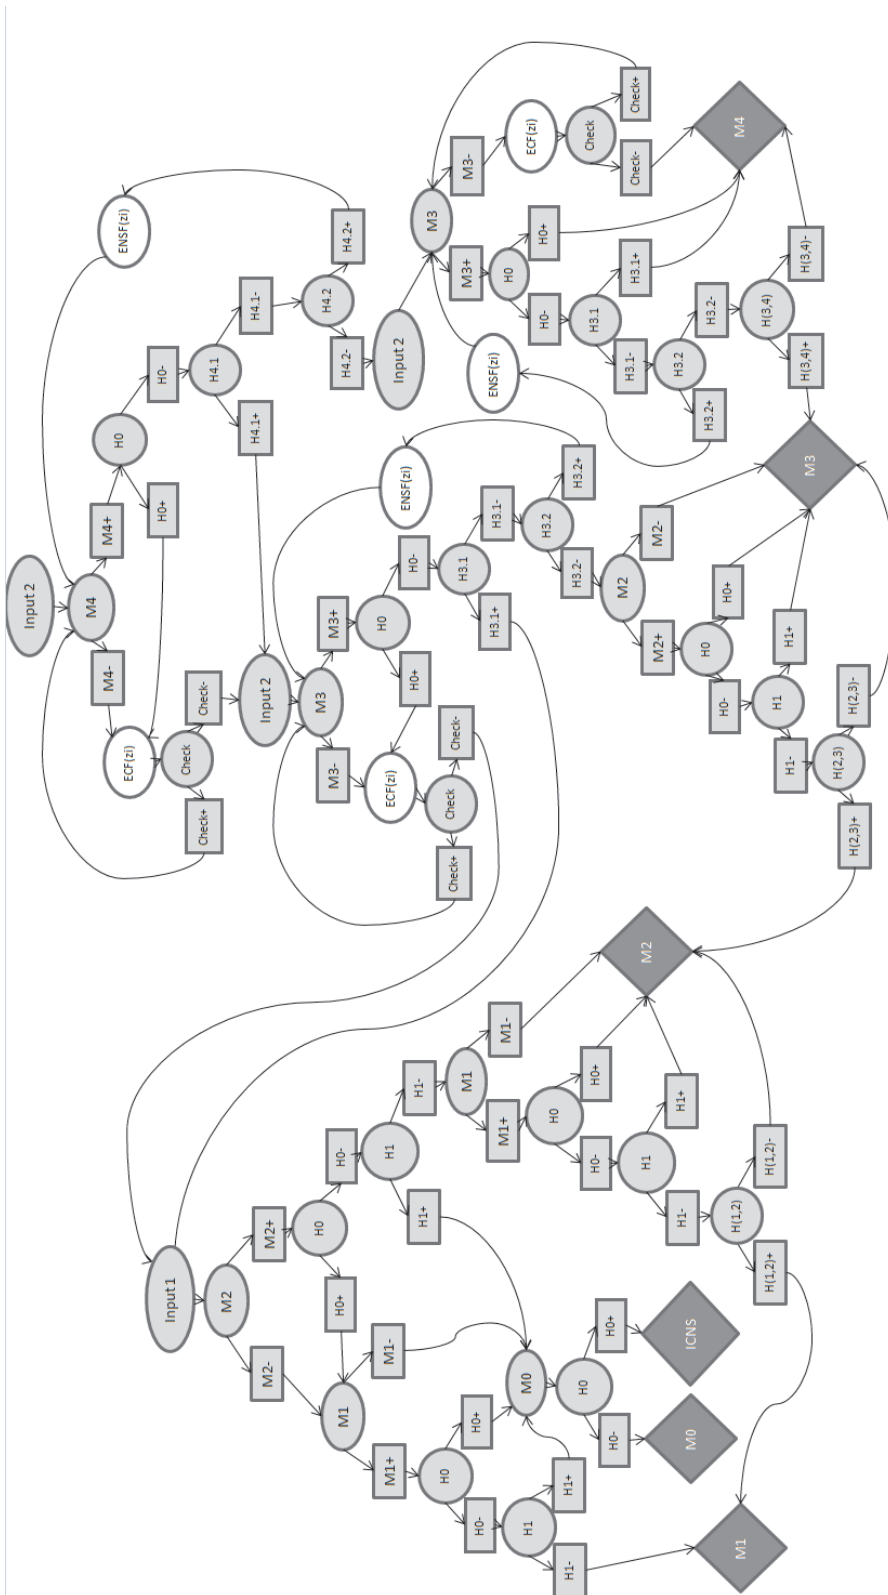 Input 1
M2
M2-
M2+
M1
H0+
H0
H0-
M1+
M1-
H1+
H1
H1-
H0
H0-
H0+
H1
H1-
H1+
M0
H0
H0-
H0+
M0
ICNS
M1
M1
M1+
M1-
H0
H0-
H0+
H1
H1-
H1+
H(1,2)
H(1,2)+
H(1,2)-
M2
Input 2
M4
M4-
M4+
ECF(zi)
H0
H0+
H0-
Check
Check+
Check-
H4.1
H4.1+
H4.1-
H4.2
H4.2-
H4.2+
ENSF(zi)
Input 2
M3
M3-
M3+
ECF(zi)
H0
H0+
H0-
Check
Check+
Check-
H3.1
H3.1+
H3.1-
H3.2
H3.2-
H3.2+
ENSF(zi)
M2
M2+
M2-
H0
H0-
H0+
H1
H1-
H1+
H(2,3)
H(2,3)+
H(2,3)-
M3
Input 2
M3
M3+
M3-
ENSF(zi)
H0
H0-
H0+
ECF(zi)
Check
Check-
Check+
H3.1
H3.1-
H3.1+
H3.2
H3.2+
H3.2-
H(3,4)
H(3,4)+
H(3,4)-
M4